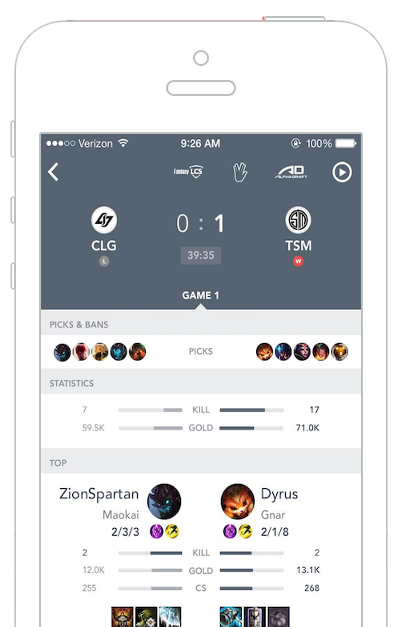 Verizon 9:26 AM 100%
Fantasy LCS ALPHADRAFT
CLG 0 : 1 TSM
L 39:35 W
GAME 1
PICKS & BANS
PICKS
STATISTICS
7 KILL 17
59.5K GOLD 71.0K
TOP
ZionSpartan Dyrus
Maokai Gnar
2/3/3 2/1/8
2 KILL 2
12.0K GOLD 13.1K
255 CS 268